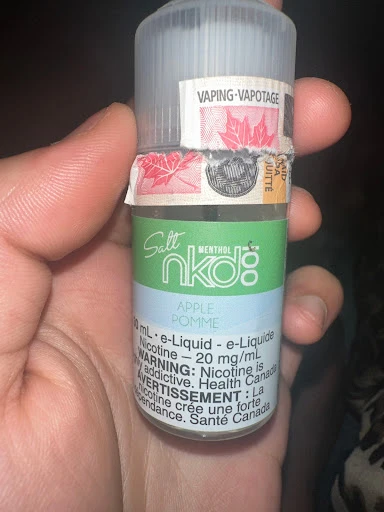 VAPING·VAPOTAGE
Salt
MENTHOL
nkd
100
APPLE
POMME
mL · e-Liquid - e-Liquide
Nicotine – 20 mg/mL
WARNING: Nicotine is
addictive. Health Canada
AVERTISSEMENT : La
nicotine crée une forte
Santé Canada